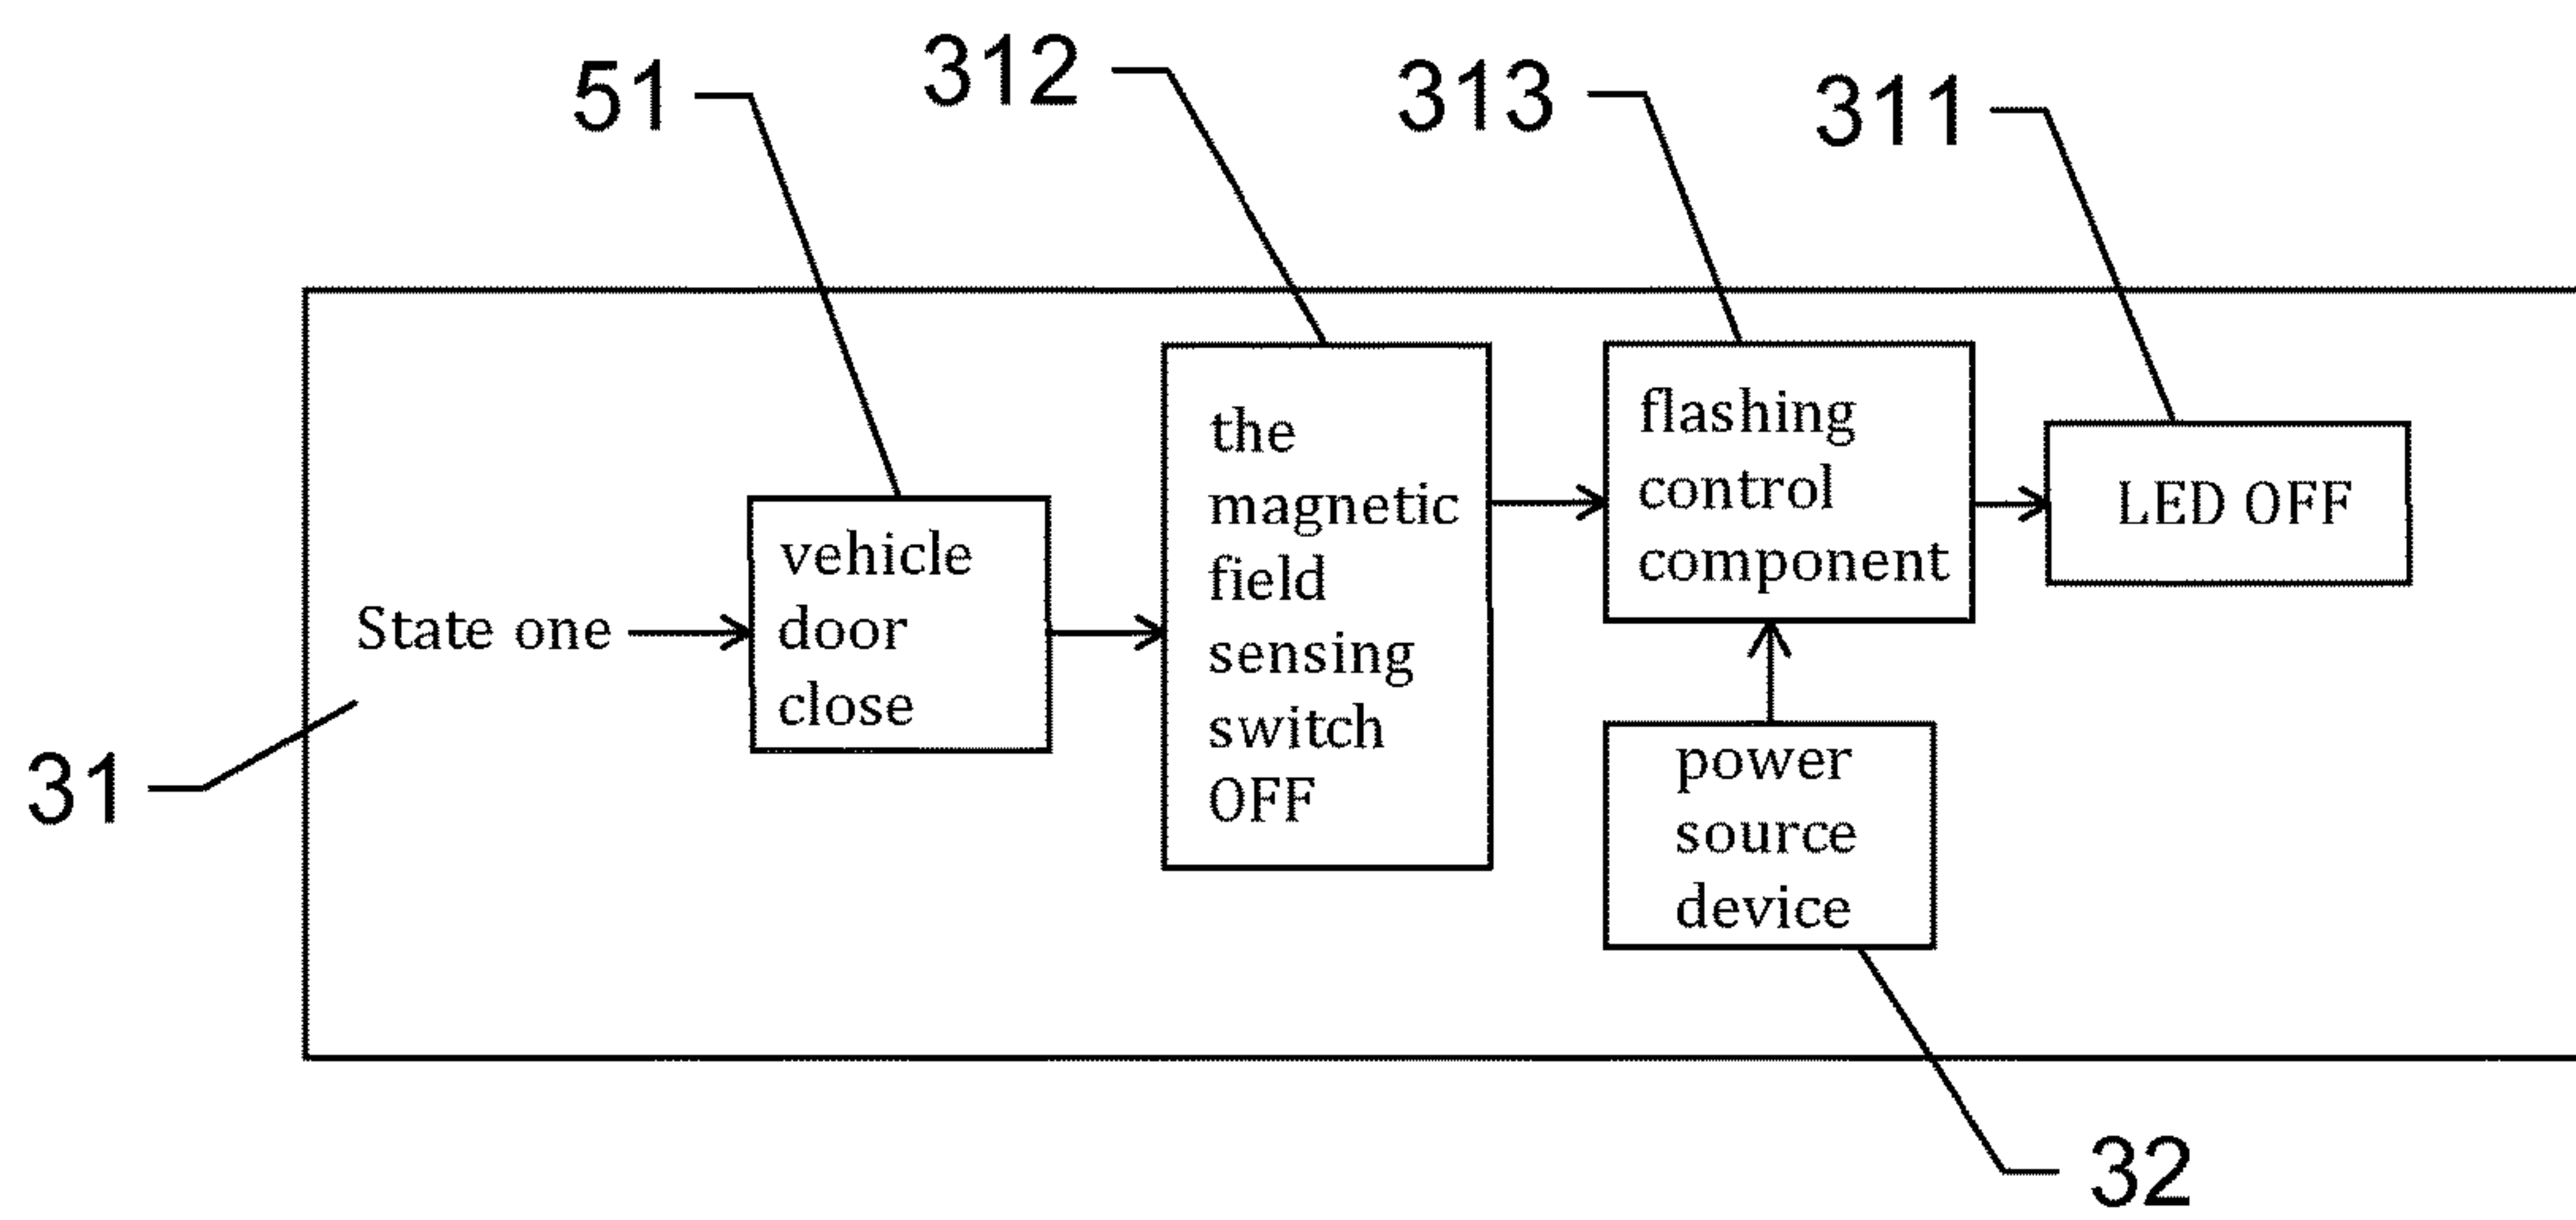 51
312
313
311
State one
vehicle
door
close
the
magnetic
field
sensing
switch
OFF
flashing
control
component
LED OFF
power
source
device
31
32